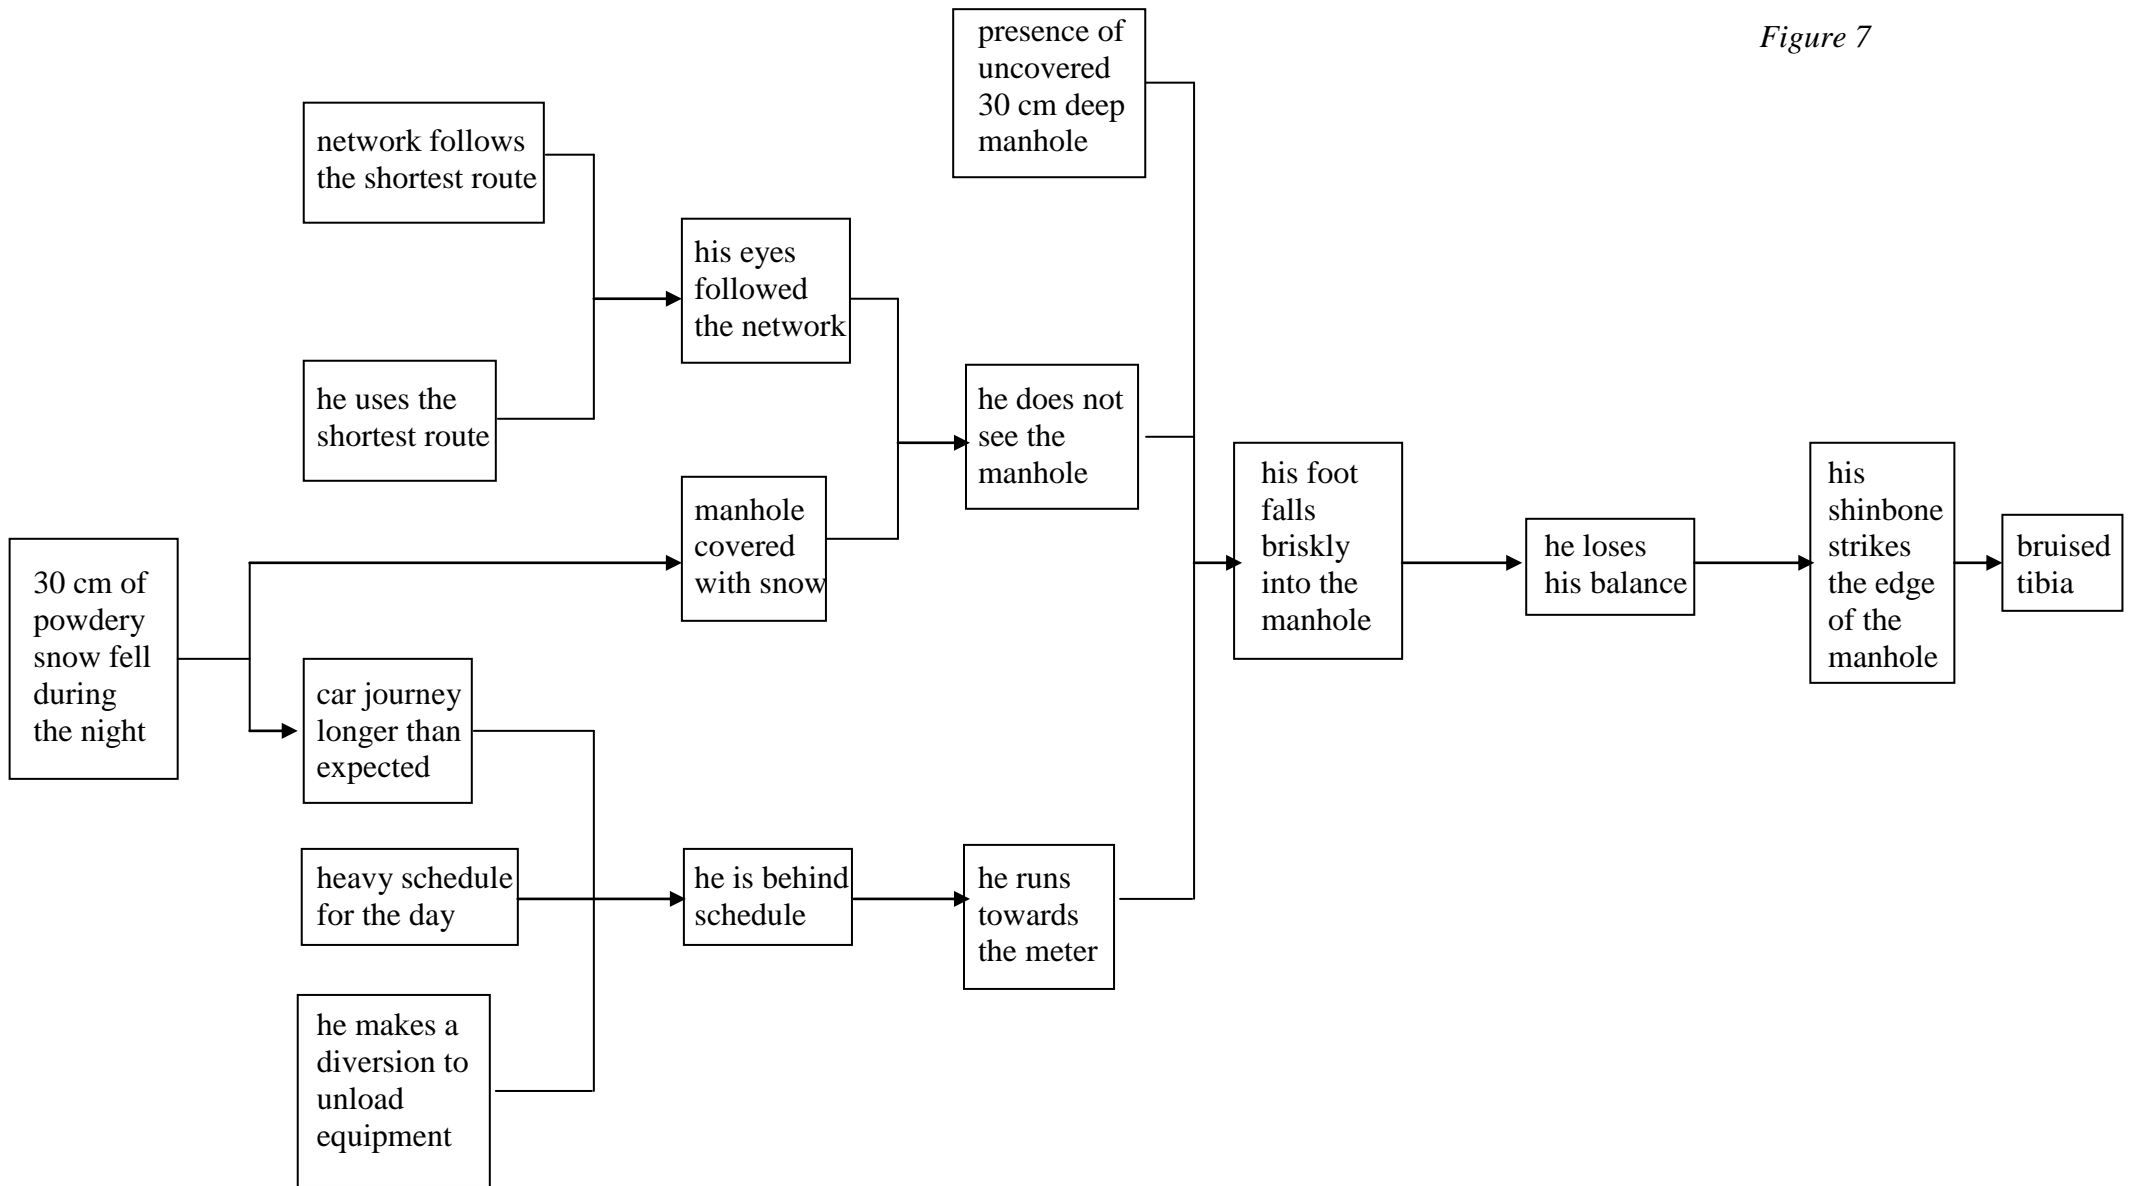 Figure 7
presence of
uncovered
30 cm deep
manhole
network follows
the shortest route
his eyes
followed
the network
he uses the
shortest route
he does not
see the
manhole
manhole
covered
with snow
his foot
falls
briskly
into the
manhole
he loses
his balance
his
shinbone
strikes
the edge
of the
manhole
bruised
tibia
30 cm of
powdery
snow fell
during
the night
car journey
longer than
expected
heavy schedule
for the day
he is behind
schedule
he runs
towards
the meter
he makes a
diversion to
unload
equipment